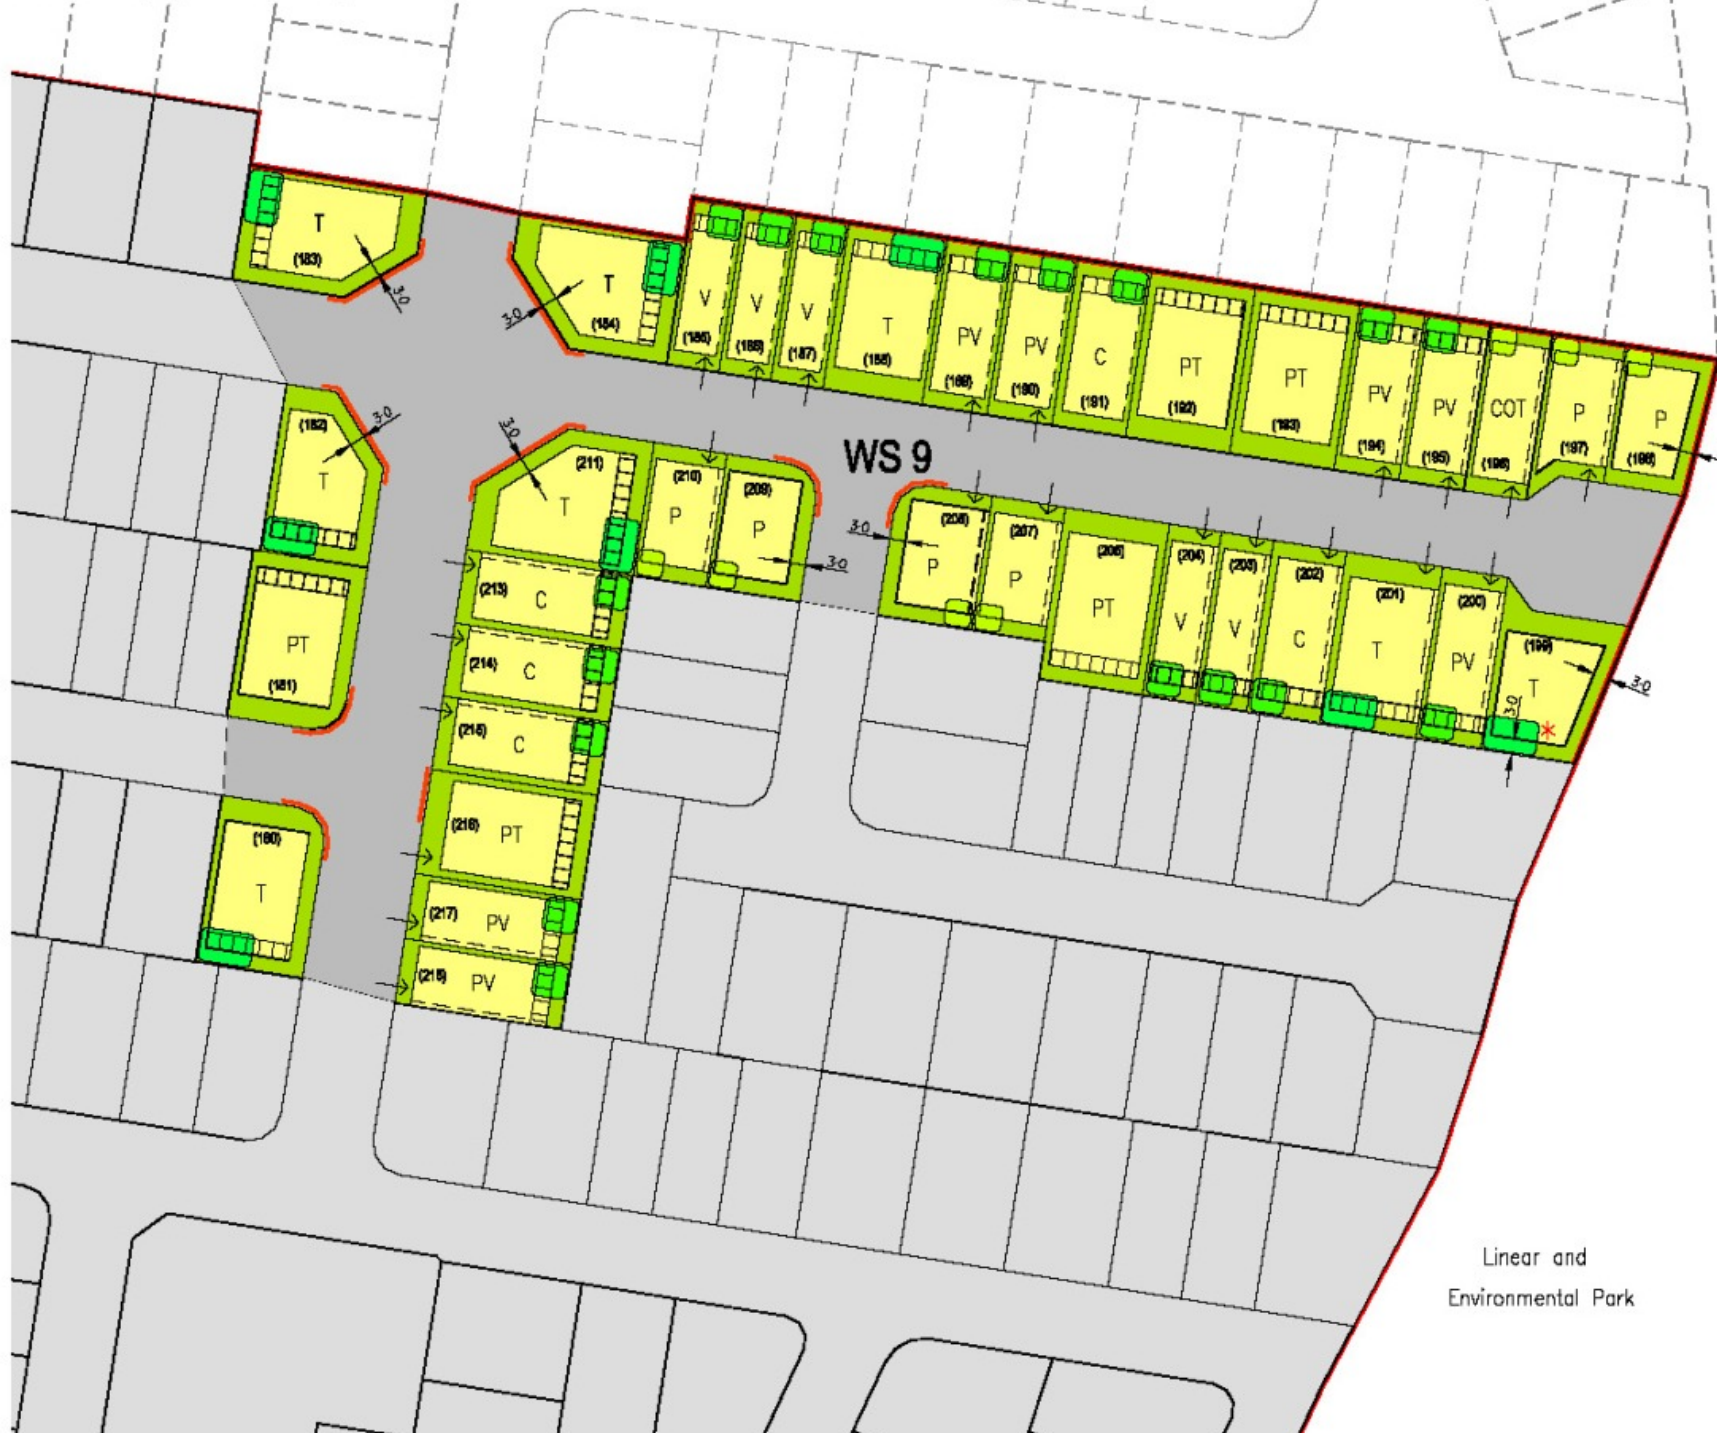 T
(183)
3·0
T
(184)
3·0
V
(185)
V
(186)
V
(187)
T
(188)
PV
(189)
PV
(190)
C
(191)
PT
(192)
PT
(193)
PV
(194)
PV
(195)
COT
(196)
P
(197)
P
(198)
WS 9
(182)
3·0
T
3·0
(211)
T
(210)
P
(209)
P
3·0
3·0
(208)
P
(207)
P
(206)
PT
(204)
V
(203)
V
(202)
C
(201)
T
(200)
PV
(199)
T
3·0
3·0
*
PT
(181)
(213)
C
(214)
C
(215)
C
(216)
PT
(217)
PV
(218)
PV
(180)
T
Linear and
Environmental Park